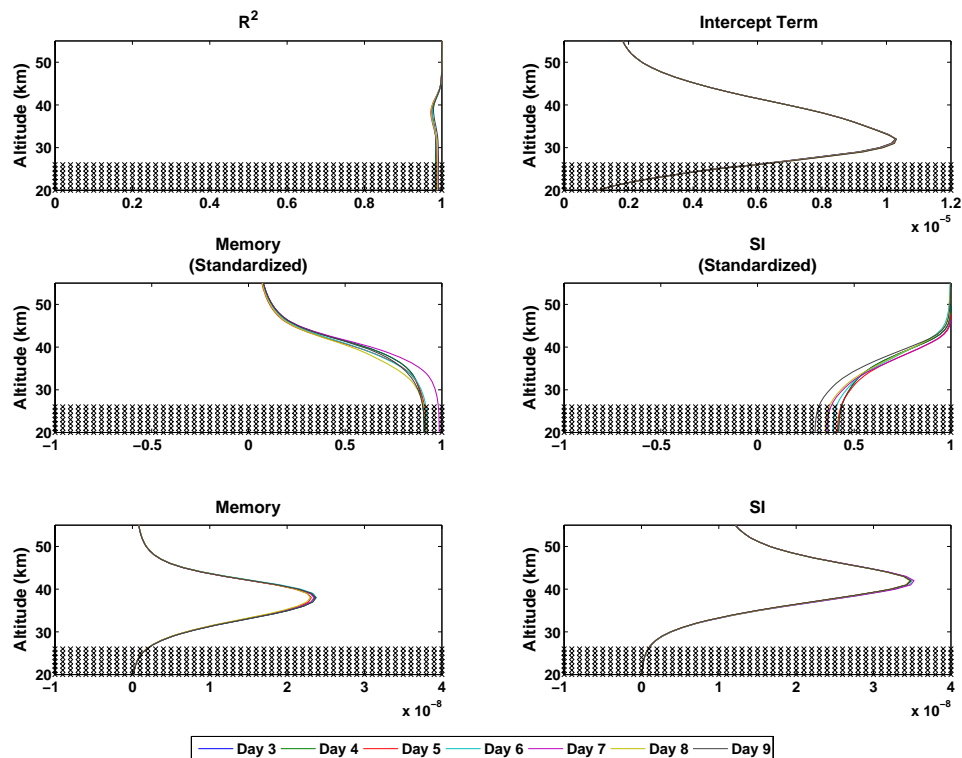 R²
Altitude (km)
50
40
30
20
0 0.2 0.4 0.6 0.8 1
Intercept Term
Altitude (km)
50
40
30
20
0 0.2 0.4 0.6 0.8 1 1.2
x 10⁻⁵
Memory
(Standardized)
Altitude (km)
50
40
30
20
−1 −0.5 0 0.5 1
SI
(Standardized)
Altitude (km)
50
40
30
20
−1 −0.5 0 0.5 1
Memory
Altitude (km)
50
40
30
20
−1 0 1 2 3 4
x 10⁻⁸
SI
Altitude (km)
50
40
30
20
−1 0 1 2 3 4
x 10⁻⁸
Day 3 Day 4 Day 5 Day 6 Day 7 Day 8 Day 9